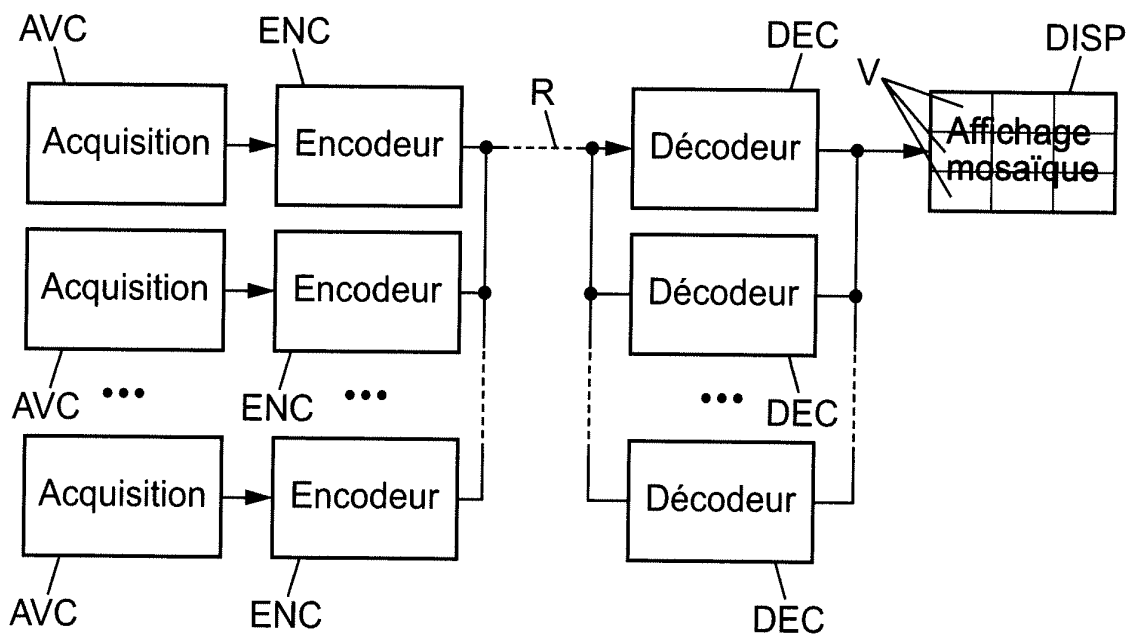 AVC
ENC
DEC
DISP
V
R
Acquisition
Encodeur
Décodeur
Affichage
mosaïque
Acquisition
Encodeur
Décodeur
AVC
ENC
DEC
Acquisition
Encodeur
Décodeur
AVC
ENC
DEC